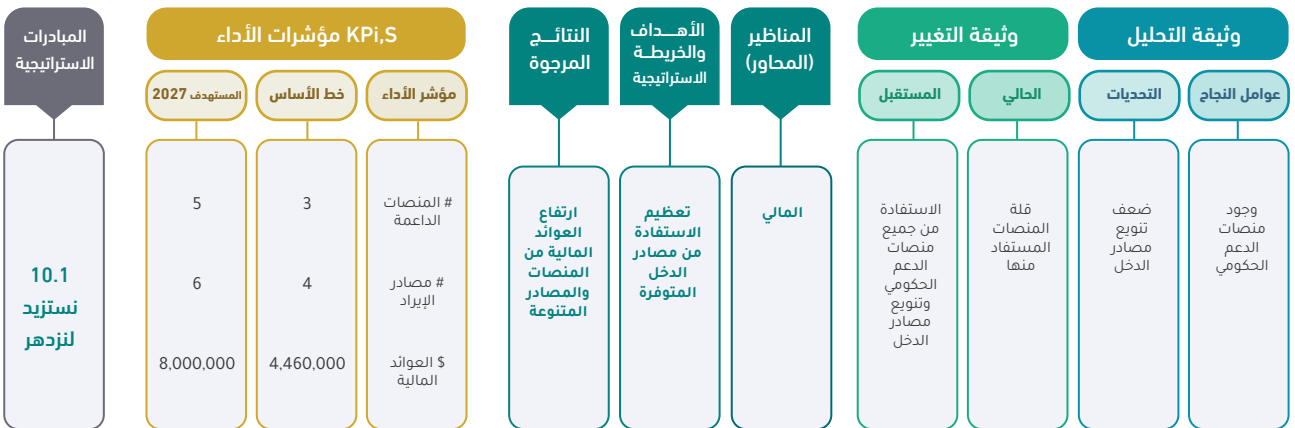 وثيقة التحليل
عوامل النجاح
وجود
منصات
الدعم
الحكومي
التحديات
ضعف
تنويع
مصادر
الدخل
وثيقة التغيير
الحالي
قلة
المنصات
المستفاد
منها
المستقبل
الاستفادة
من جميع
منصات
الدعم
الحكومي
وتنويع
مصادر
الدخل
المناظير
(المحاور)
المالي
الأهــداف
والخريطــة
الاستراتيجية
تعظيم
الاستفادة
من مصادر
الدخل
المتوفرة
النتائــج
المرجوة
ارتفاع
العوائد
المالية من
المنصات
والمصادر
المتنوعة
KPi,S مؤشرات الأداء
مؤشر الأداء
خط الأساس
المستهدف 2027
# المنصات
الداعمة
3
5
# مصادر
الإيراد
4
6
$ العوائد
المالية
4,460,000
8,000,000
المبادرات
الاستراتيجية
10.1
نستزيد
لنزدهر